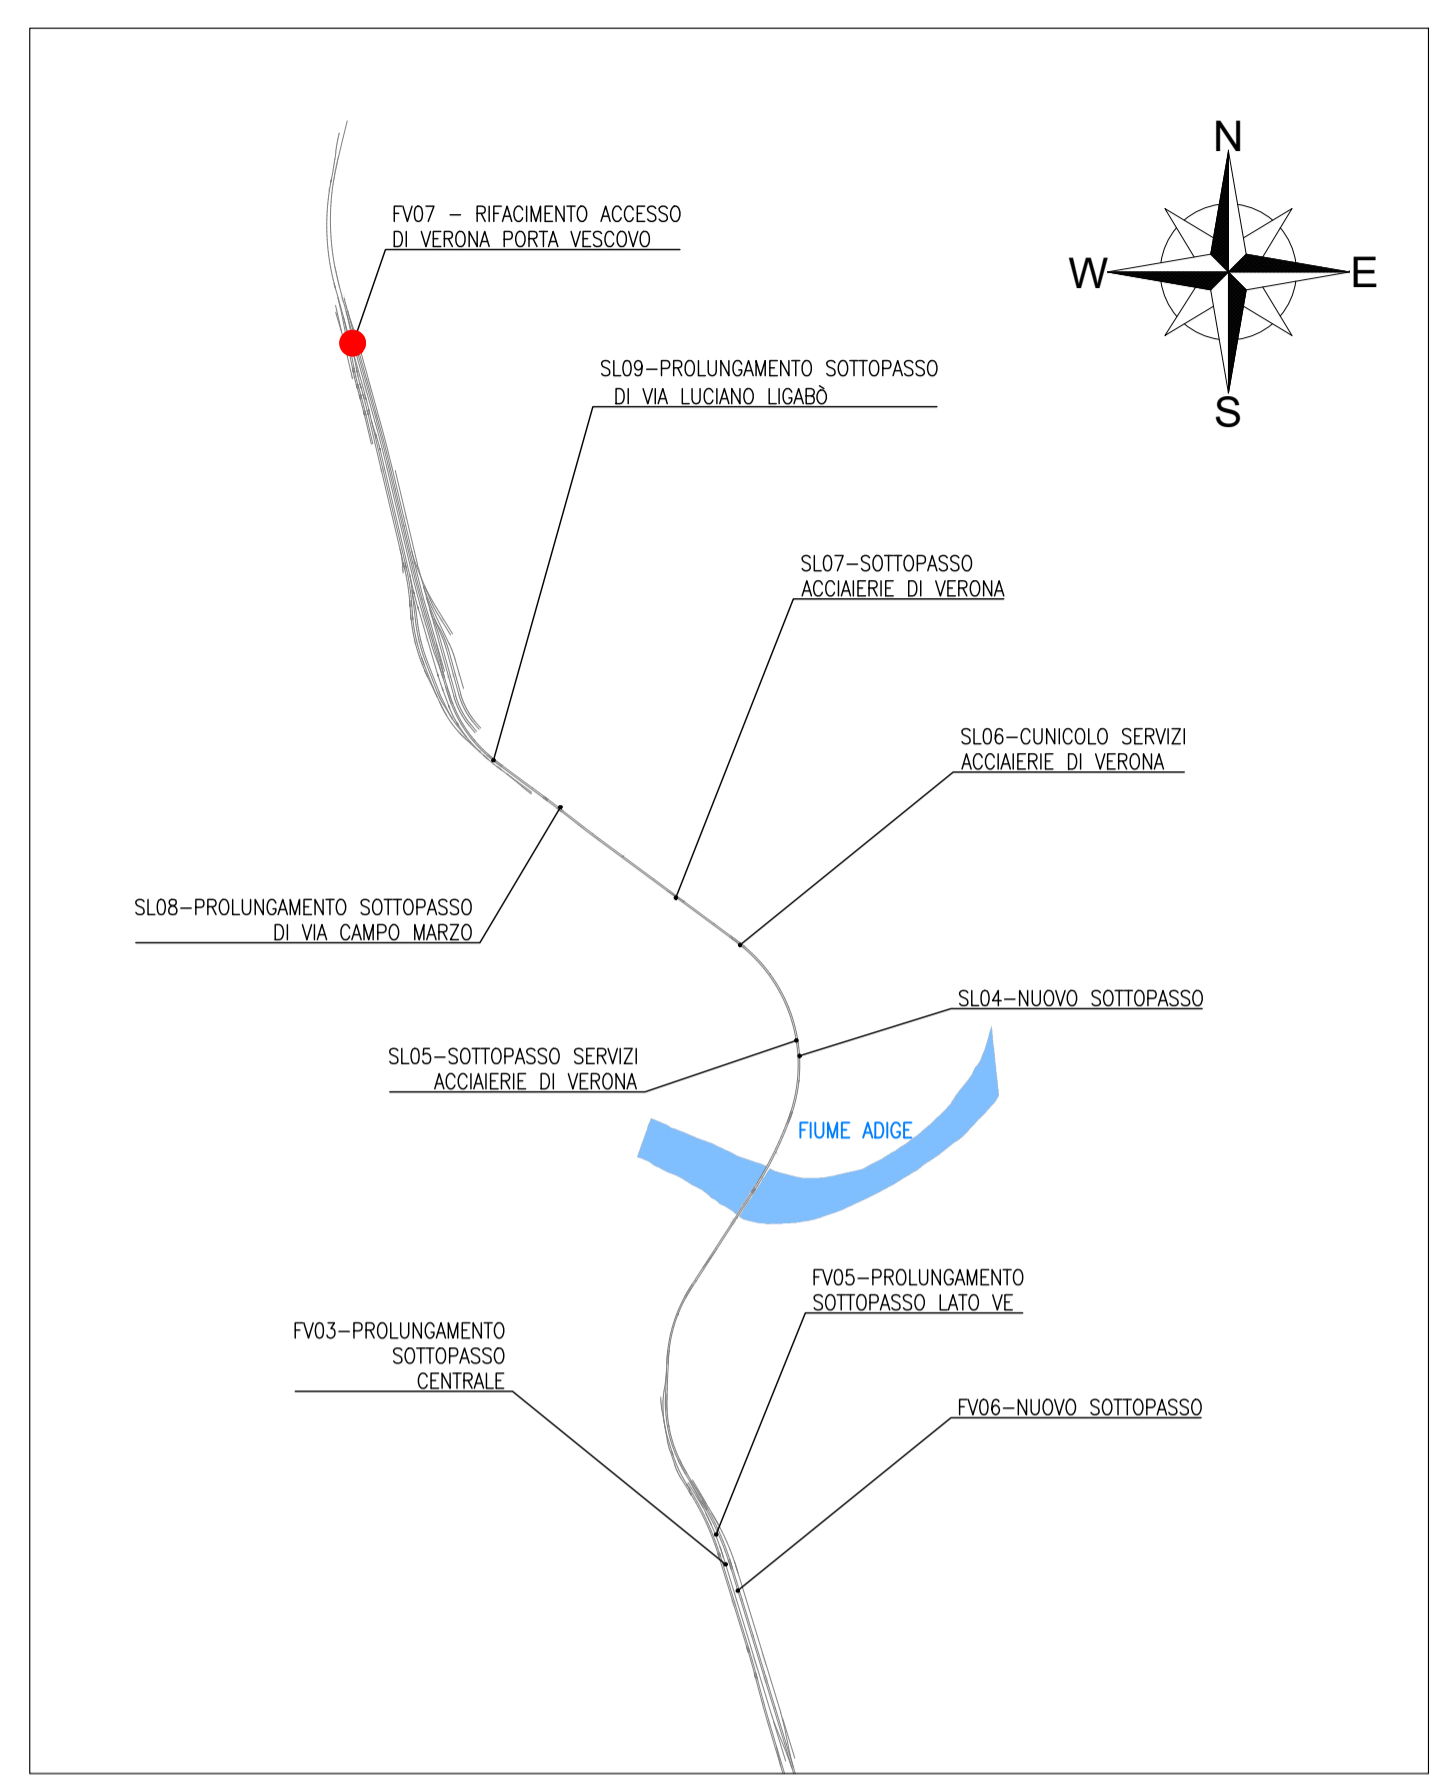 N
FV07 - RIFACIMENTO ACCESSO
DI VERONA PORTA VESCOVO
W
E
SL09-PROLUNGAMENTO SOTTOPASSO
DI VIA LUCIANO LIGABÒ
S
SL07-SOTTOPASSO
ACCIAIERIE DI VERONA
SL06-CUNICOLO SERVIZI
ACCIAIERIE DI VERONA
SL08-PROLUNGAMENTO SOTTOPASSO
DI VIA CAMPO MARZO
SL04-NUOVO SOTTOPASSO
SL05-SOTTOPASSO SERVIZI
ACCIAIERIE DI VERONA
FIUME ADIGE
FV05-PROLUNGAMENTO
SOTTOPASSO LATO VE
FV03-PROLUNGAMENTO
SOTTOPASSO
CENTRALE
FV06-NUOVO SOTTOPASSO